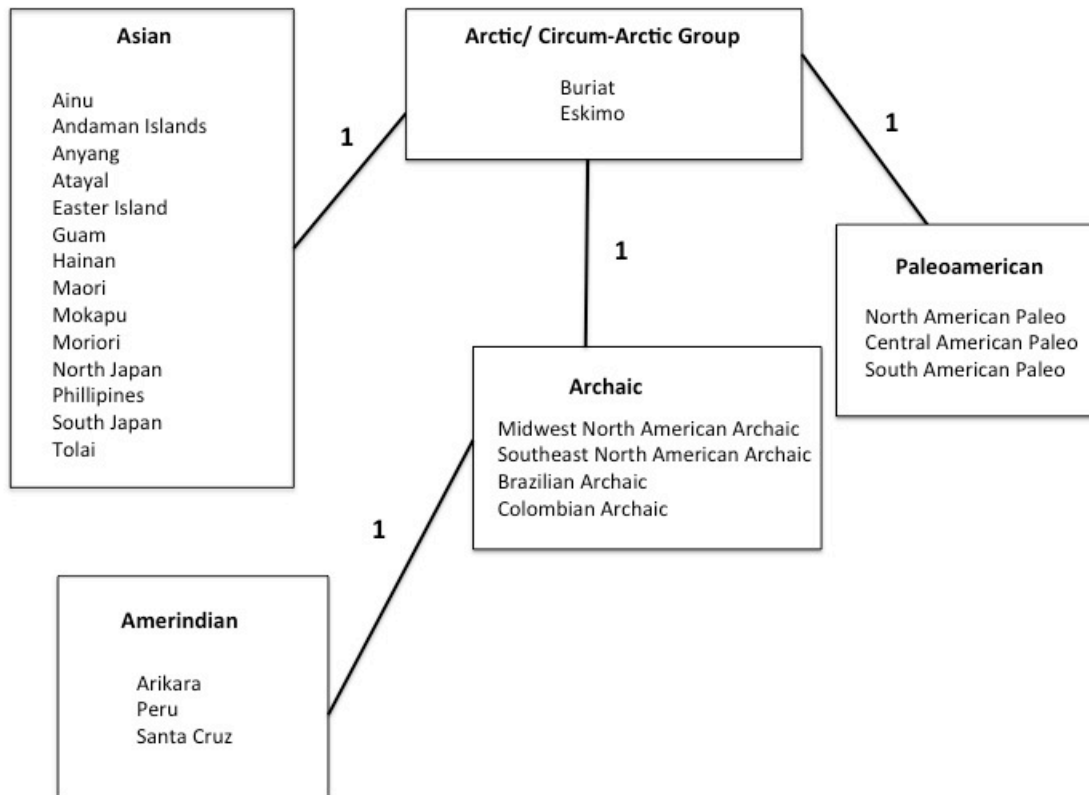 Asian
Ainu
Andaman Islands
Anyang
Atayal
Easter Island
Guam
Hainan
Maori
Mokapu
Moriori
North Japan
Phillipines
South Japan
Tolai
1
Arctic/ Circum-Arctic Group
Buriat
Eskimo
1
1
Paleoamerican
North American Paleo
Central American Paleo
South American Paleo
Archaic
Midwest North American Archaic
Southeast North American Archaic
Brazilian Archaic
Colombian Archaic
1
Amerindian
Arikara
Peru
Santa Cruz